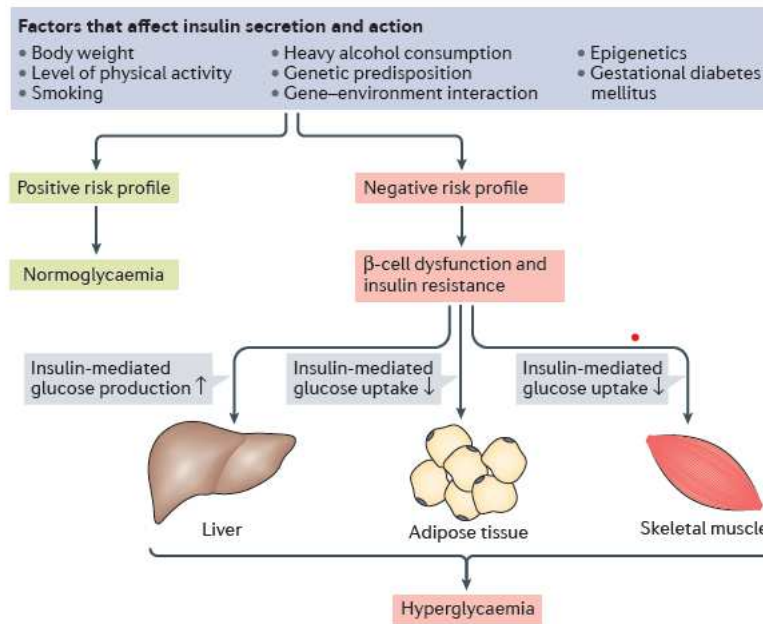 Factors that affect insulin secretion and action
• Body weight
• Level of physical activity
• Smoking
• Heavy alcohol consumption
• Genetic predisposition
• Gene–environment interaction
• Epigenetics
• Gestational diabetes
mellitus
Positive risk profile
Negative risk profile
Normoglycaemia
β-cell dysfunction and
insulin resistance
Insulin-mediated
glucose production ↑
Insulin-mediated
glucose uptake ↓
Insulin-mediated
glucose uptake ↓
Liver
Adipose tissue
Skeletal muscle
Hyperglycaemia